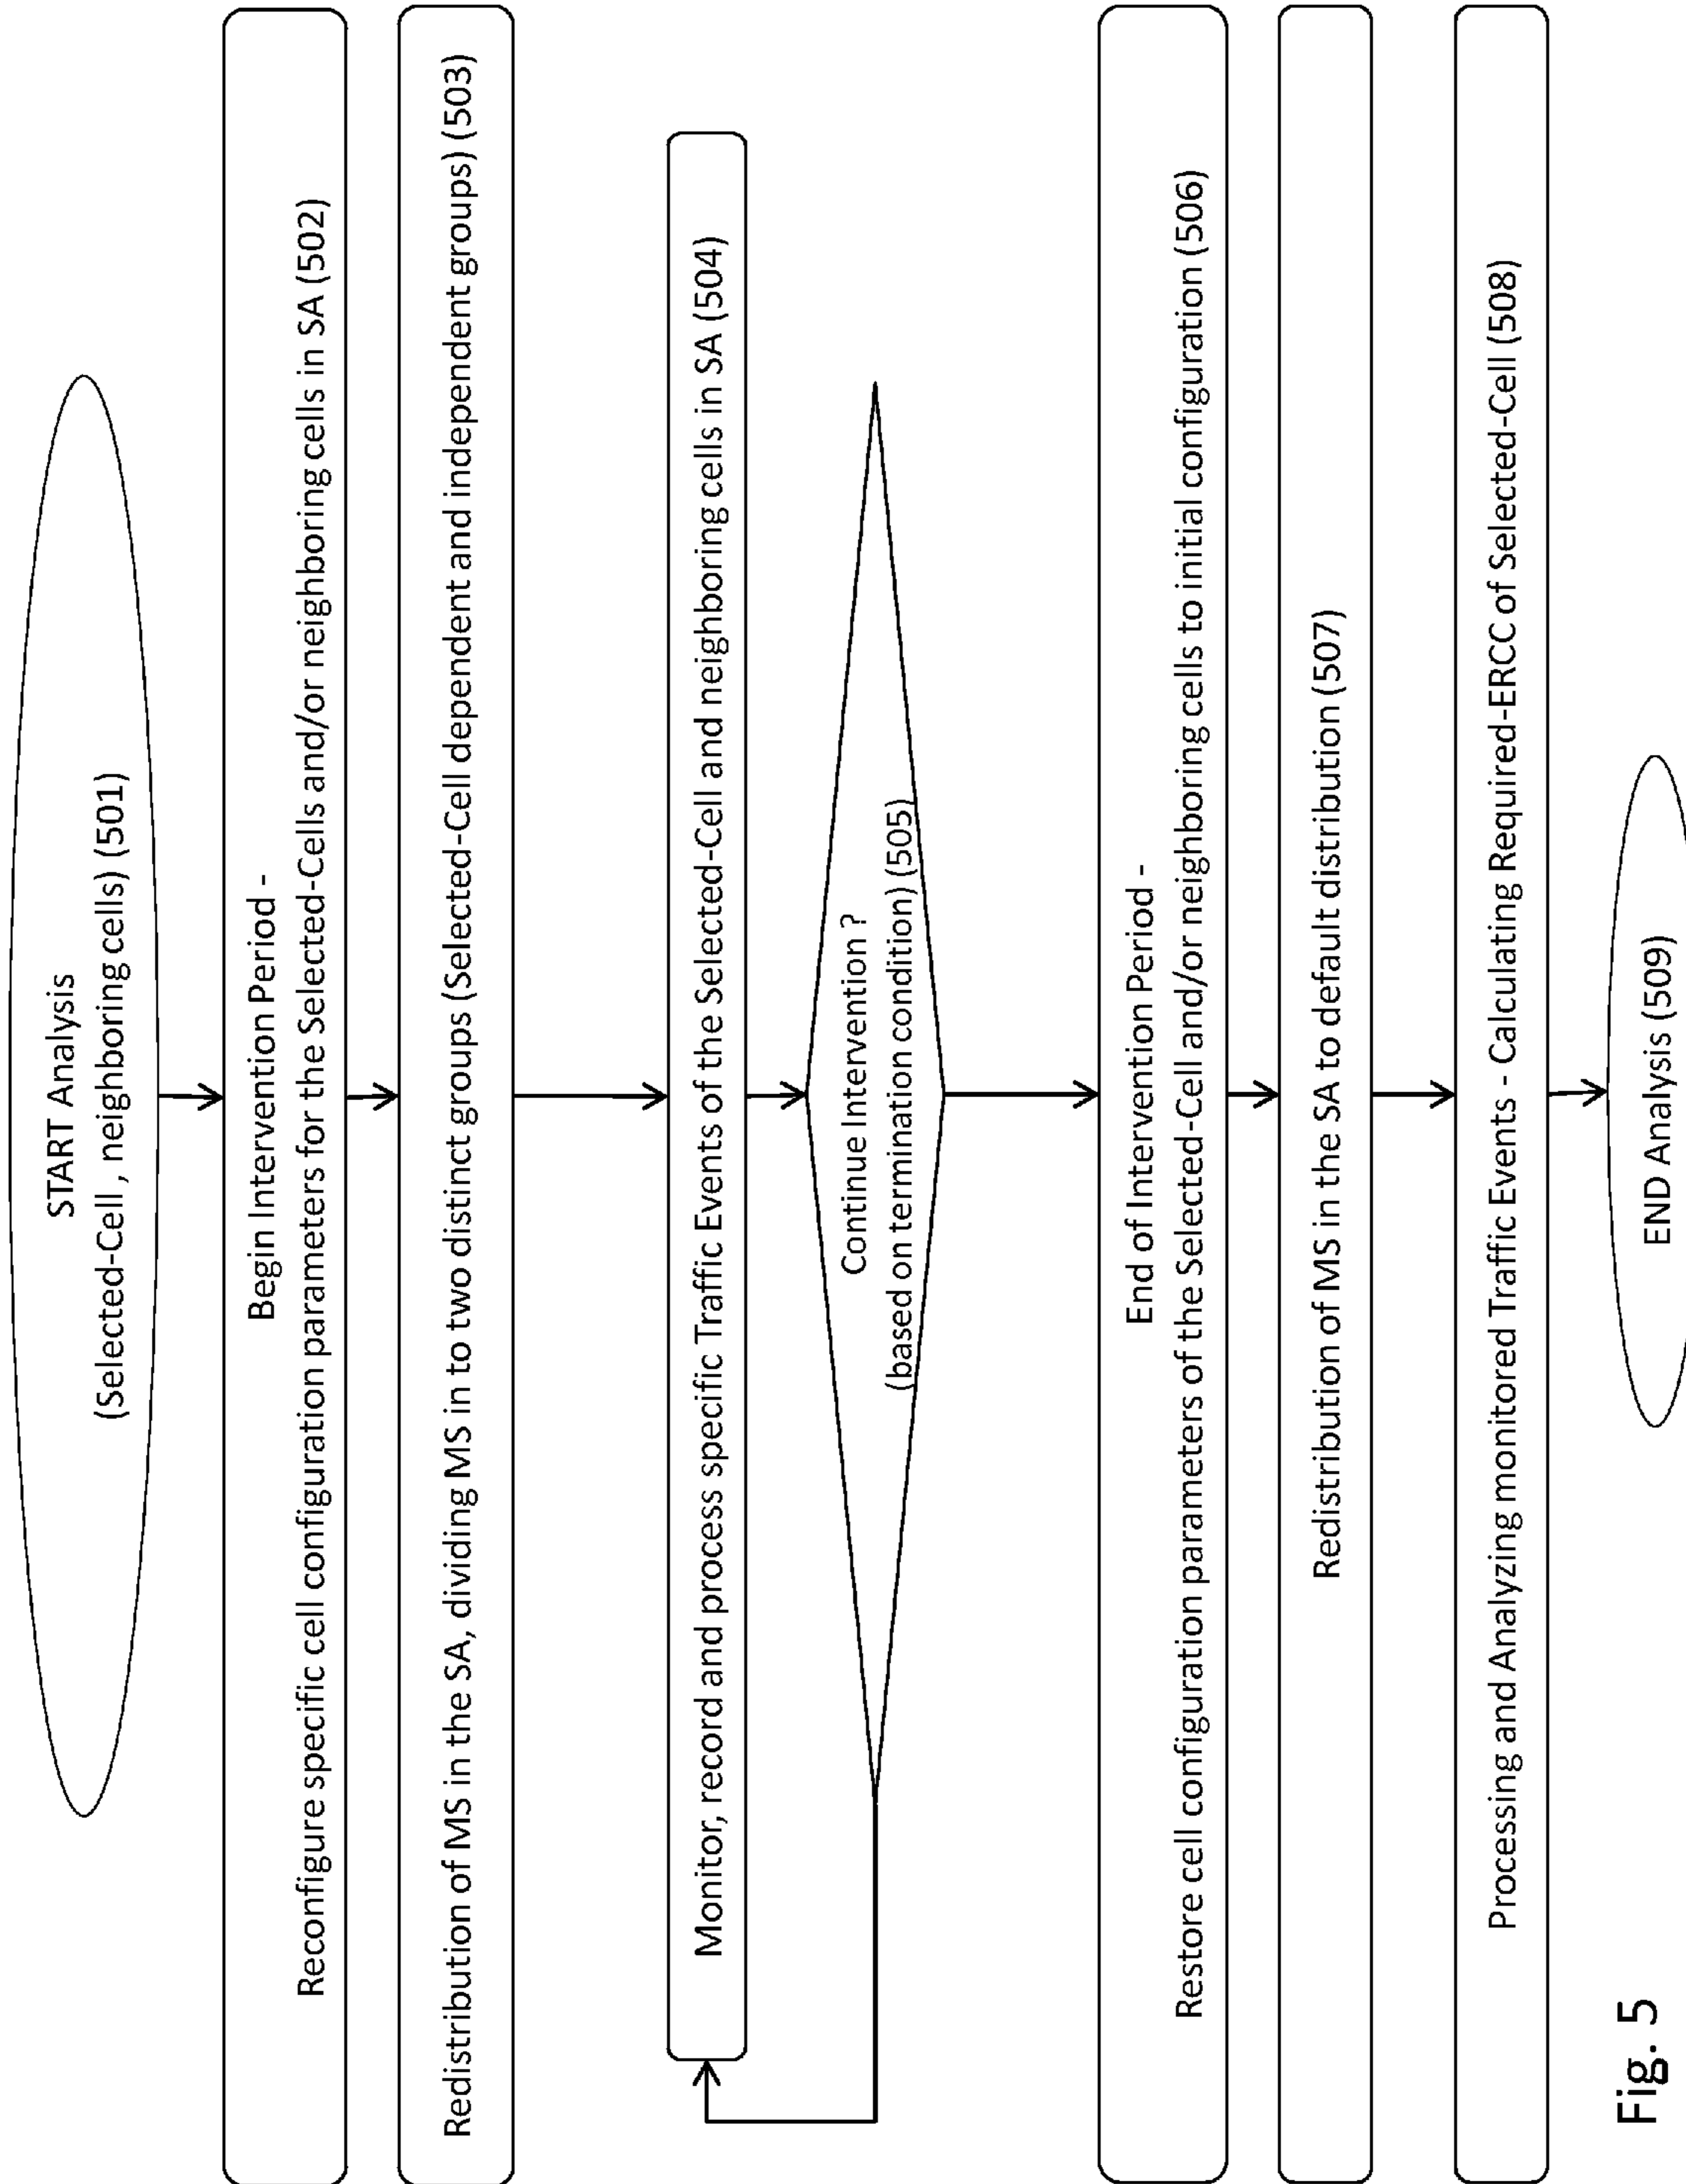 START Analysis
(Selected-Cell , neighboring cells) (501)
Begin Intervention Period -
Reconfigure specific cell configuration parameters for the Selected-Cells and/or neighboring cells in SA (502)
Redistribution of MS in the SA, dividing MS in to two distinct groups (Selected-Cell dependent and independent groups) (503)
Monitor, record and process specific Traffic Events of the Selected-Cell and neighboring cells in SA (504)
Continue Intervention ?
(based on termination condition) (505)
End of Intervention Period -
Restore cell configuration parameters of the Selected-Cell and/or neighboring cells to initial configuration (506)
Redistribution of MS in the SA to default distribution (507)
Processing and Analyzing monitored Traffic Events - Calculating Required-ERCC of Selected-Cell (508)
END Analysis (509)
Fig. 5